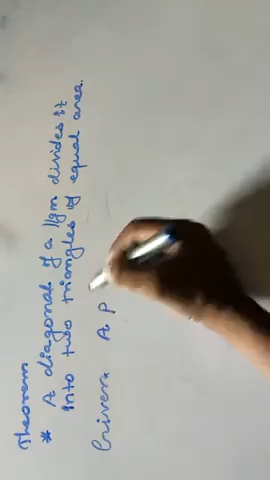 Theorem
* A diagonal of a ||gm divides it
into two triangles of equal area.
Given. A P